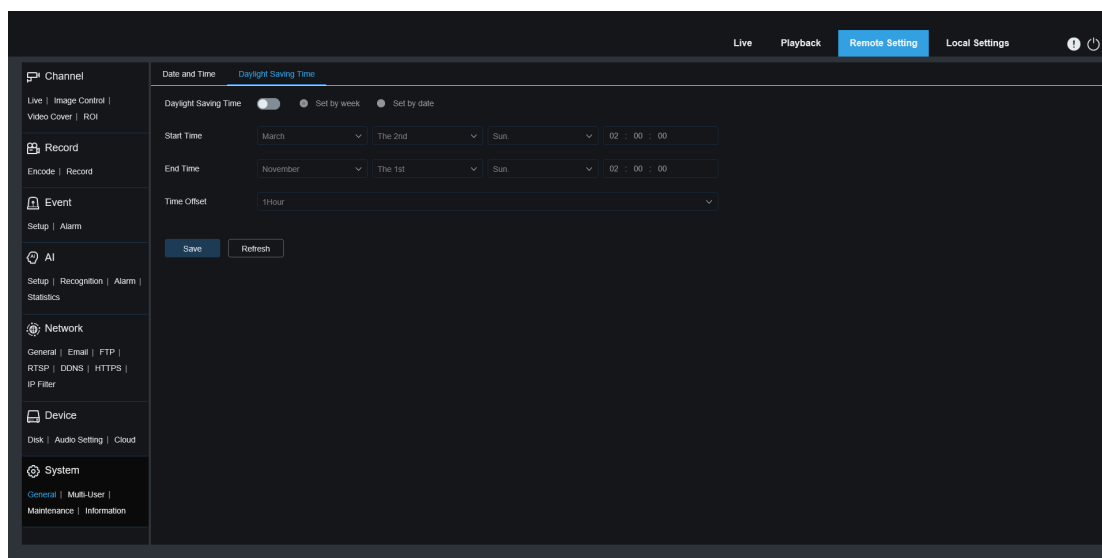 Live Playback Remote Setting Local Settings
Channel
Live | Image Control |
Video Cover | ROI
Record
Encode | Record
Event
Setup | Alarm
AI
Setup | Recognition | Alarm |
Statistics
Network
General | Email | FTP |
RTSP | DDNS | HTTPS |
IP Filter
Device
Disk | Audio Setting | Cloud
System
General | Multi-User |
Maintenance | Information
Date and Time Daylight Saving Time
Daylight Saving Time Set by week Set by date
Start Time March The 2nd Sun. 02 : 00 : 00
End Time November The 1st Sun. 02 : 00 : 00
Time Offset 1Hour
Save Refresh